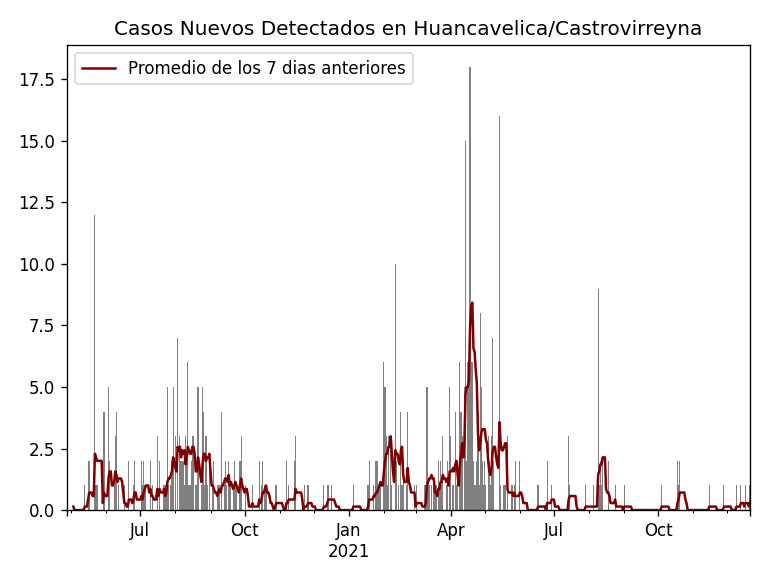 Casos Nuevos Detectados en Huancavelica/Castrovirreyna
Promedio de los 7 dias anteriores
17.5
15.0
12.5
10.0
7.5
5.0
2.5
0.0
Jul
Oct
Jan
2021
Apr
Jul
Oct